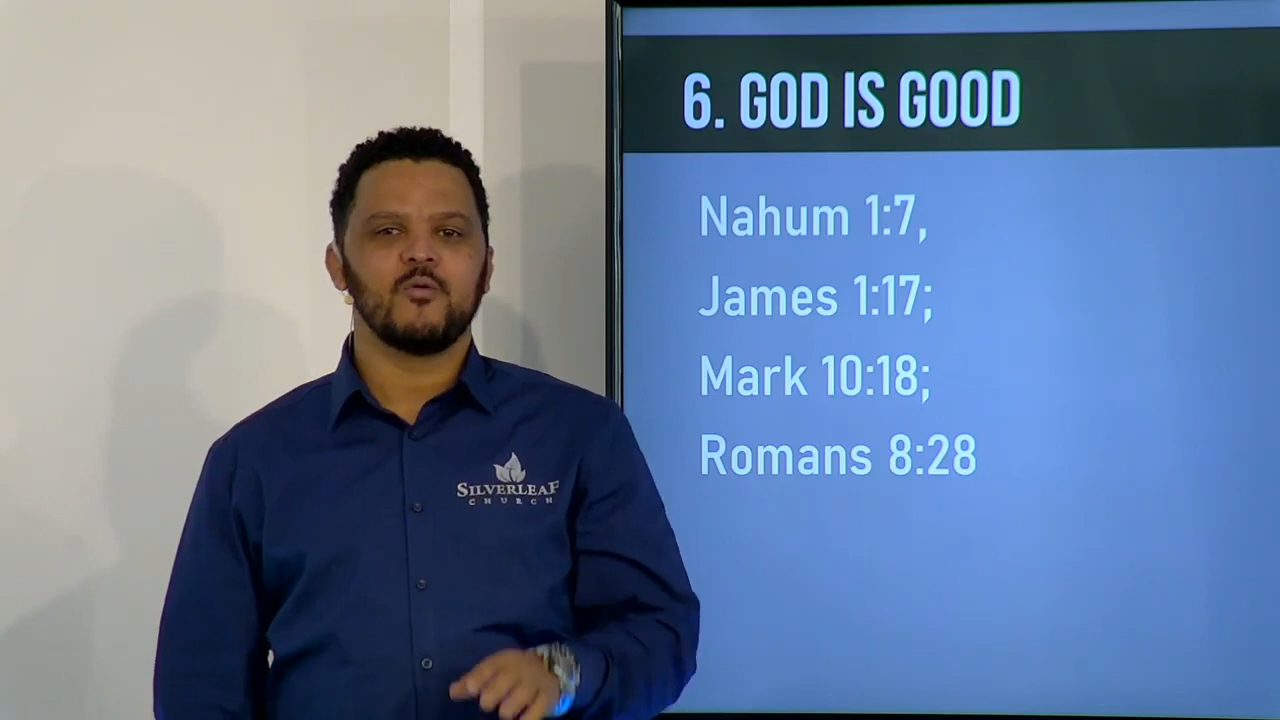 6. GOD IS GOOD
Nahum 1:7,
James 1:17;
Mark 10:18;
Romans 8:28
SILVERLEAF
CHURCH